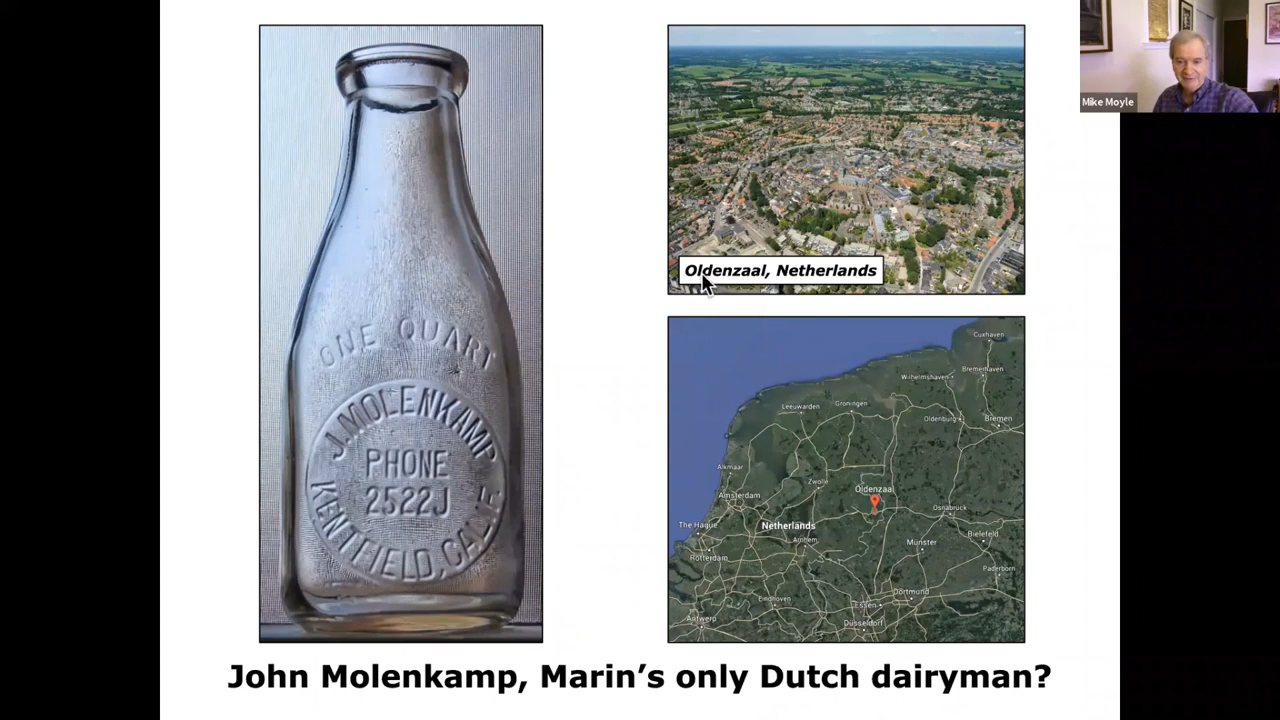 ONE QUART
J. MOLENKAMP
PHONE
2522J
KENTFIELD, CALIF.
Oldenzaal, Netherlands
Mike Moyle
Cuxhaven
Wilhelmshaven
Bremerhaven
Leeuwarden
Groningen
Oldenburg
Bremen
Alkmaar
Zwolle
Amsterdam
Oldenzaal
Osnabrück
The Hague
Netherlands
Arnhem
Münster
Bielefeld
Rotterdam
Paderborn
Eindhoven
Essen
Dortmund
Antwerp
Düsseldorf
John Molenkamp, Marin's only Dutch dairyman?